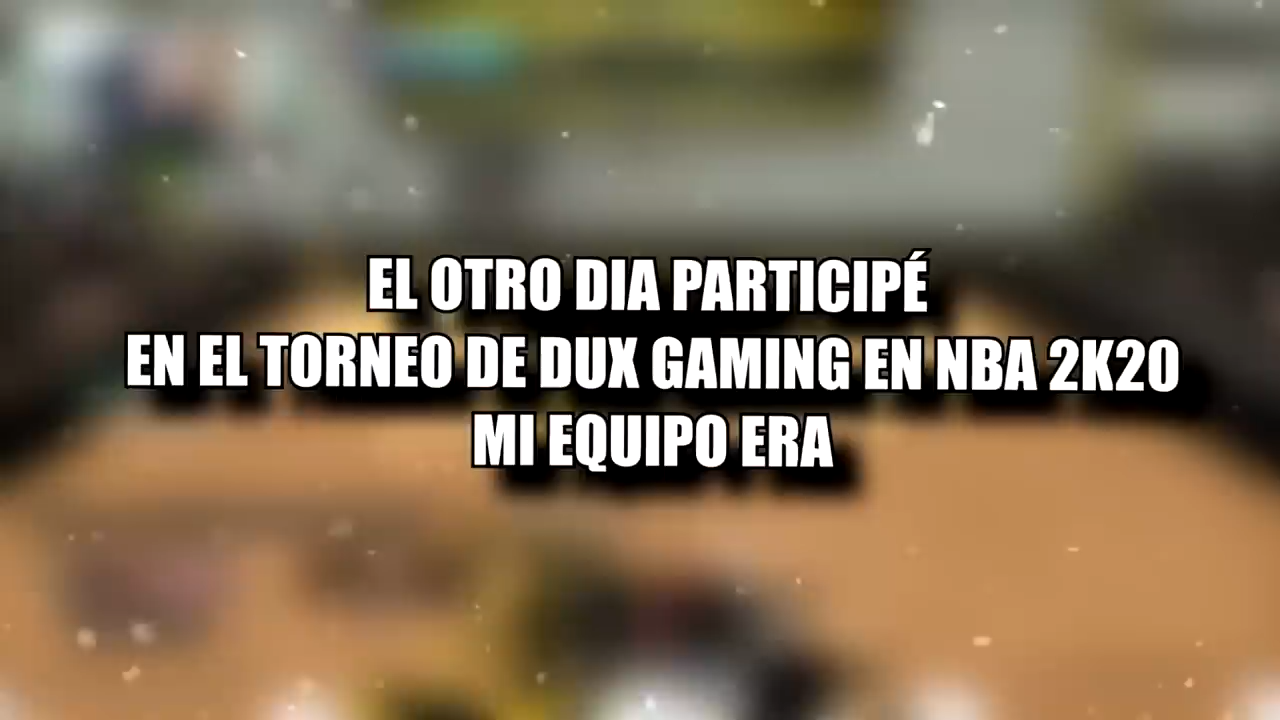 EL OTRO DIA PARTICIPÉ
EN EL TORNEO DE DUX GAMING EN NBA 2K20
MI EQUIPO ERA